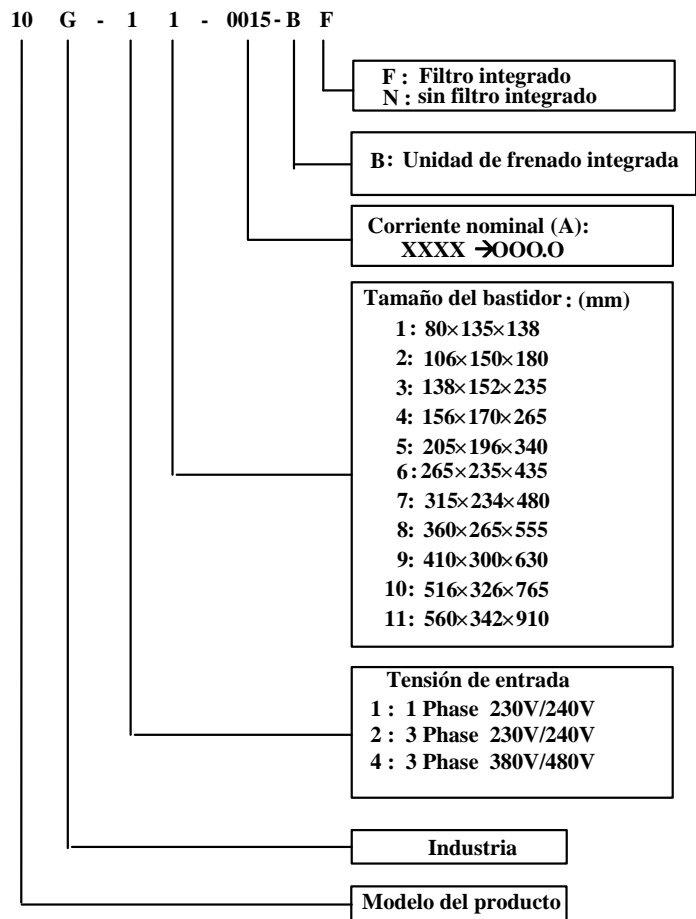 10 G - 1 1 - 0015 - B F
F : Filtro integrado
N : sin filtro integrado
B: Unidad de frenado integrada
Corriente nominal (A):
XXXX →OOO.O
Tamaño del bastidor : (mm)
1 : 80×135×138
2: 106×150×180
3: 138×152×235
4: 156×170×265
5: 205×196×340
6 : 265×235×435
7: 315×234×480
8: 360×265×555
9: 410×300×630
10: 516×326×765
11: 560×342×910
Tensión de entrada
1 : 1 Phase 230V/240V
2 : 3 Phase 230V/240V
4 : 3 Phase 380V/480V
Industria
Modelo del producto